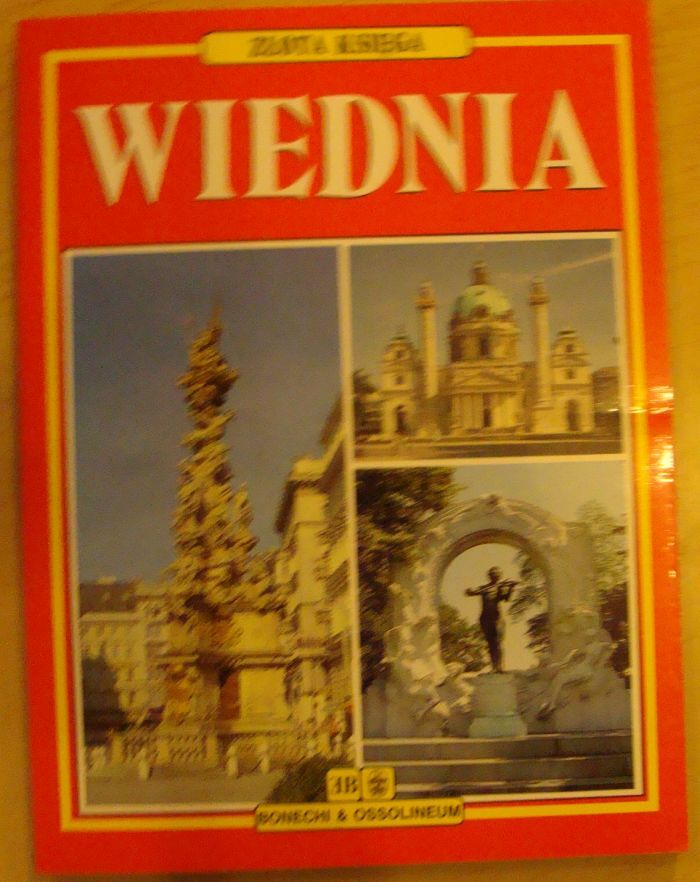 ZŁOTA KSIĘGA
WIEDNIA
BONECHI & OSSOLINEUM